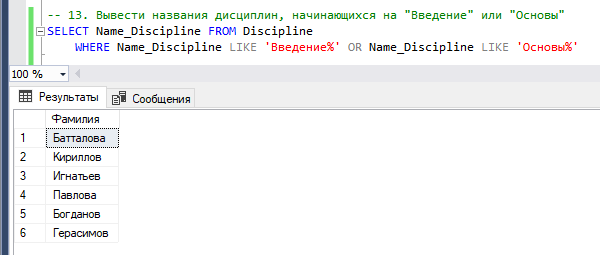 -- 13. Вывести названия дисциплин, начинающихся на "Введение" или "Основы"
SELECT Name_Discipline FROM Discipline
WHERE Name_Discipline LIKE 'Введение%' OR Name_Discipline LIKE 'Основы%'
100 %
Результаты Сообщения
Фамилия
1 Батталова
2 Кириллов
3 Игнатьев
4 Павлова
5 Богданов
6 Герасимов